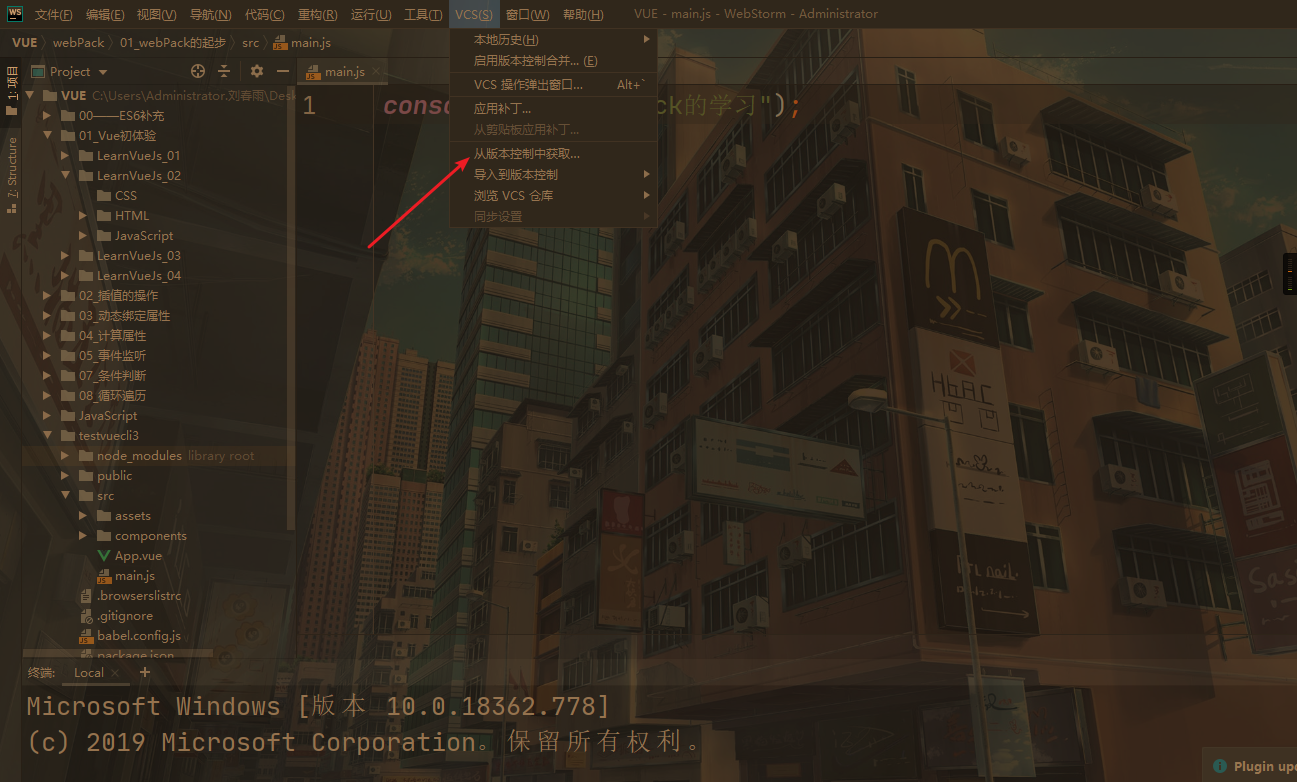 WS 文件(F) 编辑(E) 视图(V) 导航(N) 代码(C) 重构(R) 运行(U) 工具(T) VCS(S) 窗口(W) 帮助(H) VUE - main.js - WebStorm - Administrator
VUE webPack 01_webPack的起步 src main.js
本地历史(H)
启用版本控制合并... (E)
VCS 操作弹出窗口... Alt+`
应用补丁...
从剪贴板应用补丁...
从版本控制中获取...
导入到版本控制
浏览 VCS 仓库
同步设置
1: 项目
7: Structure
Project
main.js
1 conso
ck的学习");
VUE C:\Users\Administrator.刘春雨\Desk
00——ES6补充
01_Vue初体验
LearnVueJs_01
LearnVueJs_02
CSS
HTML
JavaScript
LearnVueJs_03
LearnVueJs_04
02_插值的操作
03_动态绑定属性
04_计算属性
05_事件监听
07_条件判断
08_循环遍历
JavaScript
testvuecli3
node_modules library root
public
src
assets
components
App.vue
main.js
.browserslistrc
.gitignore
babel.config.js
package.json
HbAC
终端: Local
Microsoft Windows [版本 10.0.18362.778]
(c) 2019 Microsoft Corporation。保留所有权利。
Plugin upd